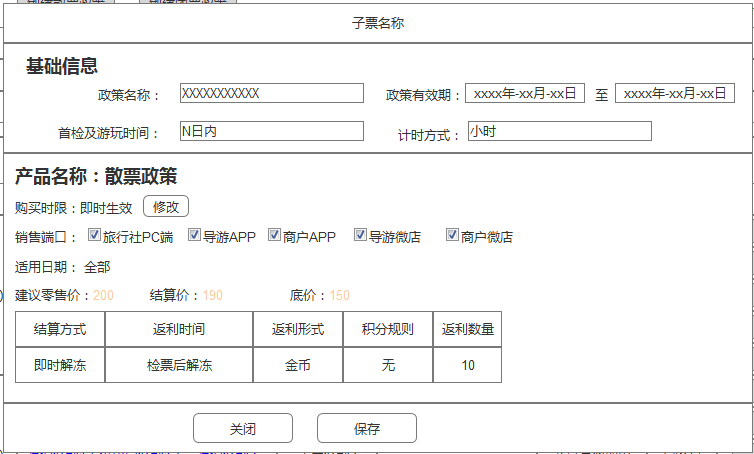 子票名称
基础信息
政策名称： XXXXXXXXXXX 政策有效期： xxxx年-xx月-xx日 至 xxxx年-xx月-xx日
首检及游玩时间： N日内 计时方式： 小时
产品名称：散票政策
购买时限：即时生效 修改
销售端口： 旅行社PC端 导游APP 商户APP 导游微店 商户微店
适用日期： 全部
建议零售价：200 结算价：190 底价：150
结算方式 返利时间 返利形式 积分规则 返利数量
即时解冻 检票后解冻 金币 无 10
关闭 保存